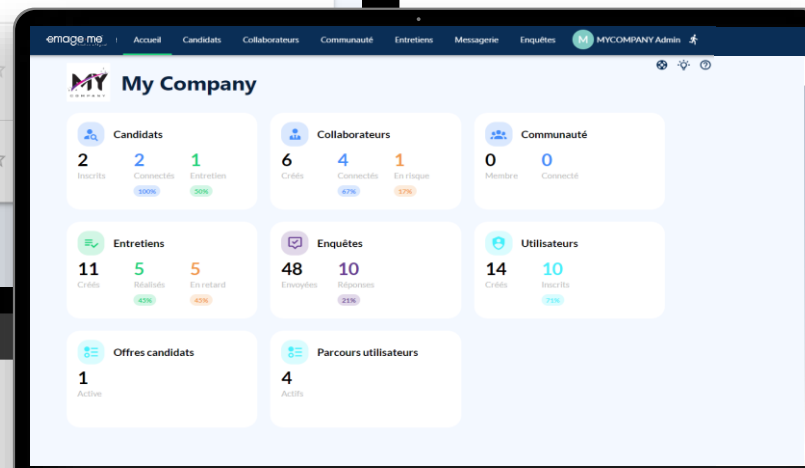 emage me Accueil Candidats Collaborateurs Communauté Entretiens Messagerie Enquêtes M MYCOMPANY Admin
MY
COMPANY
My Company
Candidats
2 2 1
Inscrits Connectés Entretien
100% 50%
Collaborateurs
6 4 1
Créés Connectés En risque
67% 17%
Communauté
0 0
Membre Connecté
Entretiens
11 5 5
Créés Réalisés En retard
45% 45%
Enquêtes
48 10
Envoyées Réponses
21%
Utilisateurs
14 10
Créés Inscrits
71%
Offres candidats
1
Active
Parcours utilisateurs
4
Actifs